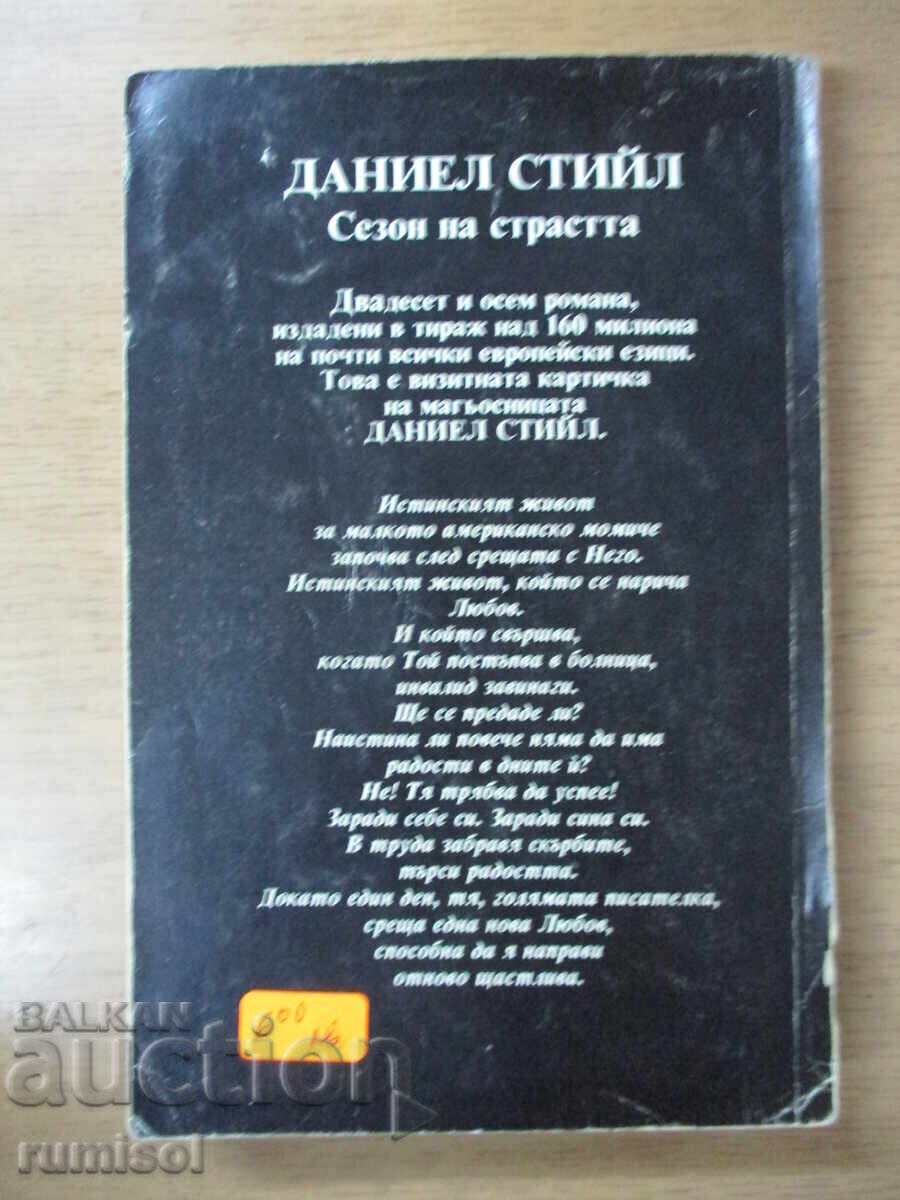 ДАНИЕЛ СТИЙЛ
Сезон на страстта
Двадесет и осем романа,
издадени в тираж над 160 милиона
на почти всички европейски езици.
Това е визитната картичка
на магьосницата
ДАНИЕЛ СТИЙЛ.
Истинският живот
за малкото американско момиче
започва след срещата с Него.
Истинският живот, който се нарича
Любов.
И който свършва,
когато Той постъпва в болница,
инвалид завинаги.
Ще се предаде ли?
Наистина ли повече няма да има
радости в дните й?
Не! Тя трябва да успее!
Заради себе си. Заради сина си.
В труда забравя скърбите,
търси радостта.
Докато един ден, тя, голямата писателка,
среща една нова Любов,
способна да я направи
отново щастлива.
600 лв
BALKAN
auction
rumisol